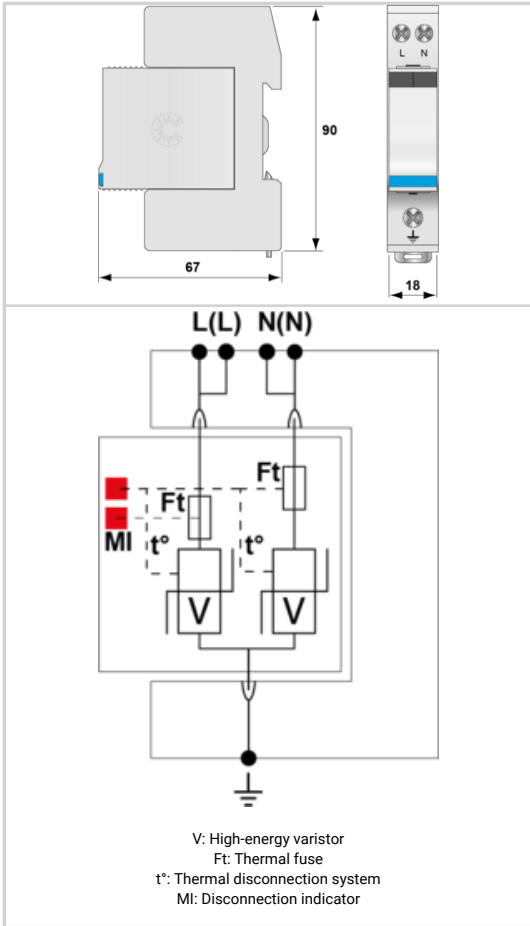 L N
90
67
18
L(L) N(N)
Ft
Ft
MI
t°
t°
V
V
V: High-energy varistor
Ft: Thermal fuse
t°: Thermal disconnection system
MI: Disconnection indicator